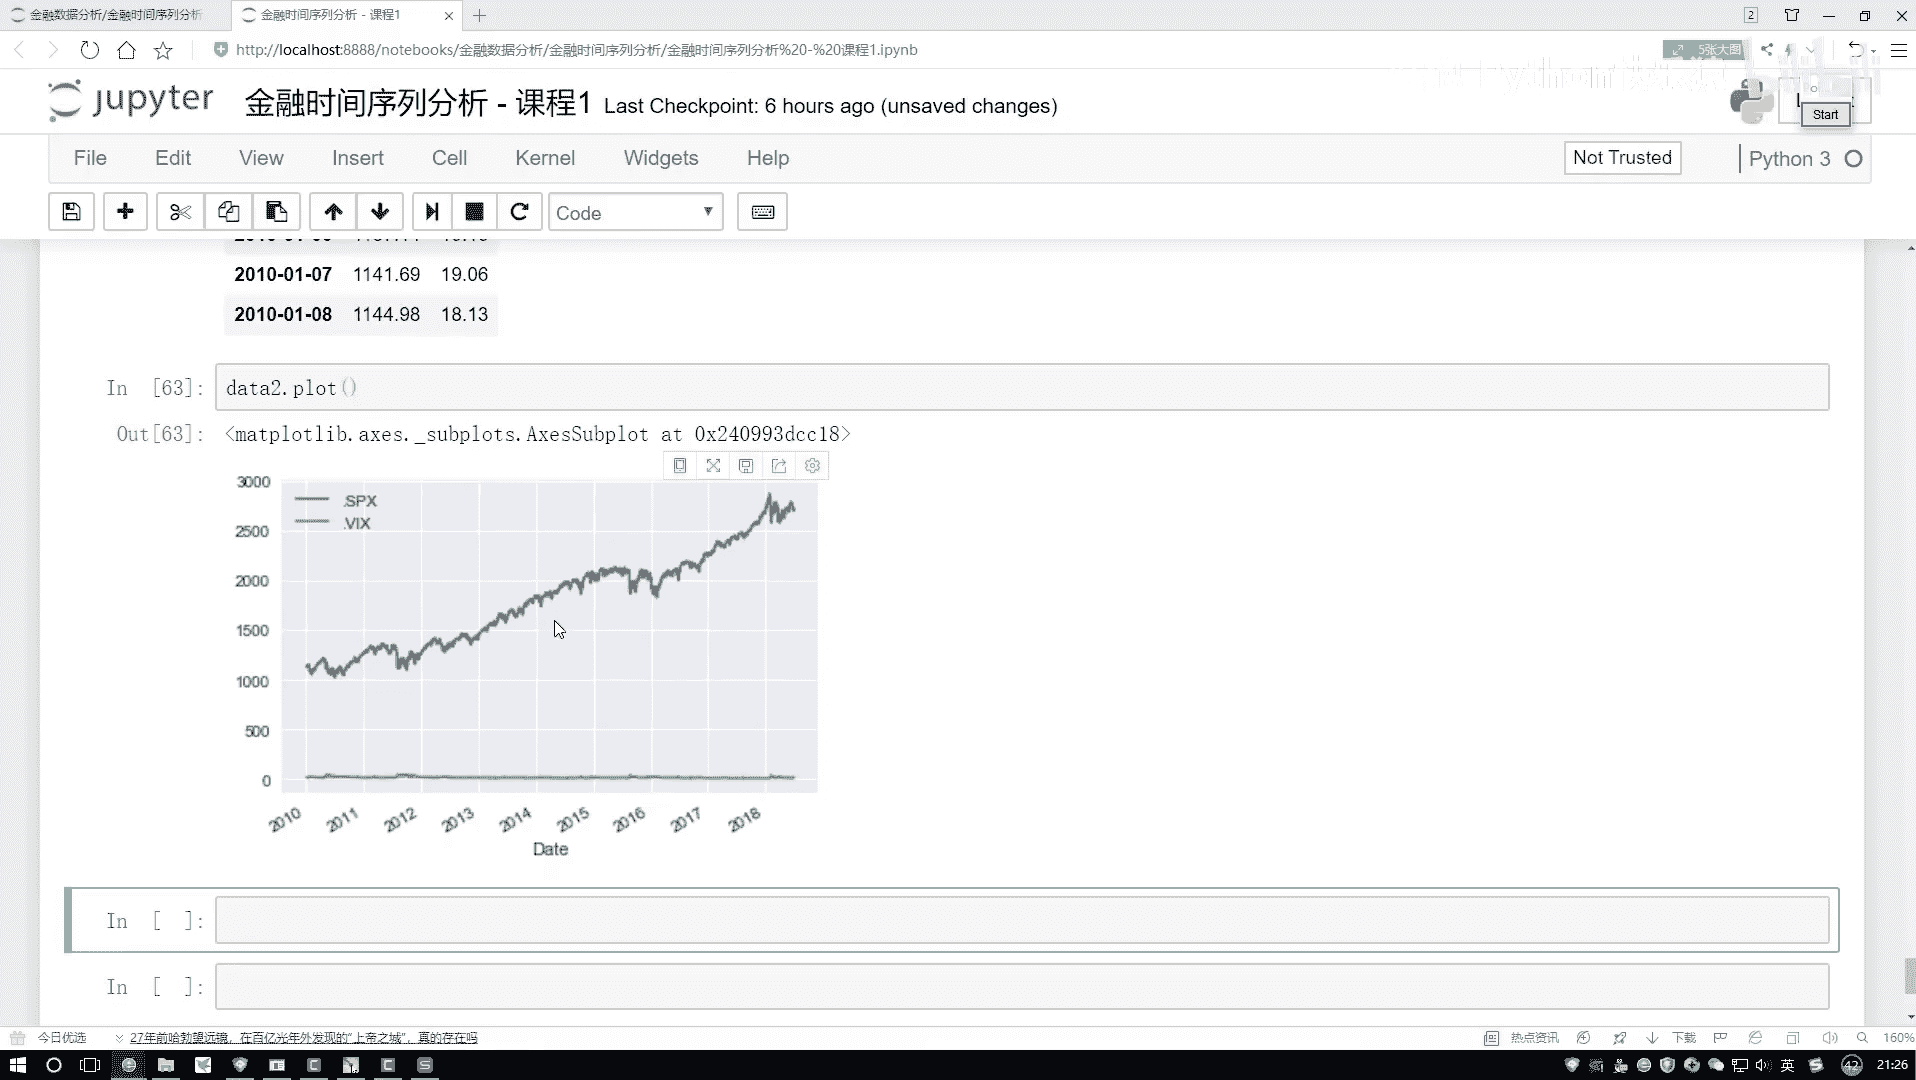 金融数据分析/金融时间序列分析
金融时间序列分析 - 课程1
2
http://localhost:8888/notebooks/金融数据分析/金融时间序列分析/金融时间序列分析%20-%20课程1.ipynb
5张大图
jupyter 金融时间序列分析 - 课程1 Last Checkpoint: 6 hours ago (unsaved changes)
Start
File Edit View Insert Cell Kernel Widgets Help
Not Trusted
Python 3
Code
2010-01-07 1141.69 19.06
2010-01-08 1144.98 18.13
In [63]: data2.plot()
Out[63]: <matplotlib.axes._subplots.AxesSubplot at 0x240993dcc18>
3000
.SPX
.VIX
2500
2000
1500
1000
500
0
2010 2011 2012 2013 2014 2015 2016 2017 2018
Date
In [ ]:
In [ ]:
今日优选
27年前哈勃望远镜，在百亿光年外发现的“上帝之城”，真的存在吗
热点资讯
下载
160%
英
42
21:26